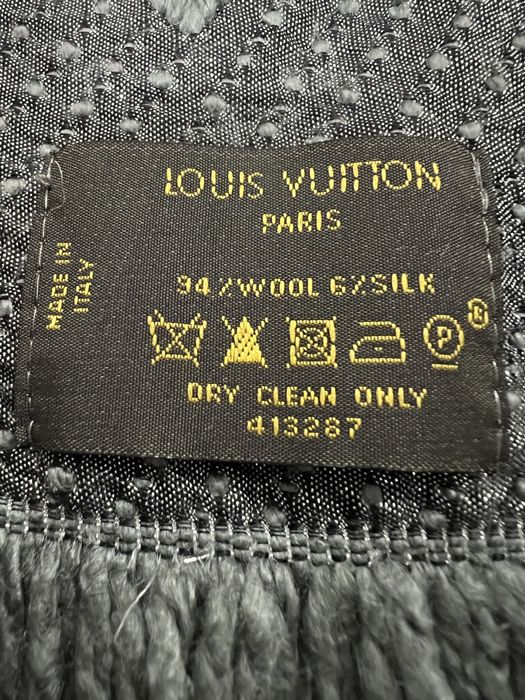 LOUIS VUITTON
PARIS
MADE IN
ITALY
94%WOOL 6%SILK
P
®
DRY CLEAN ONLY
413287